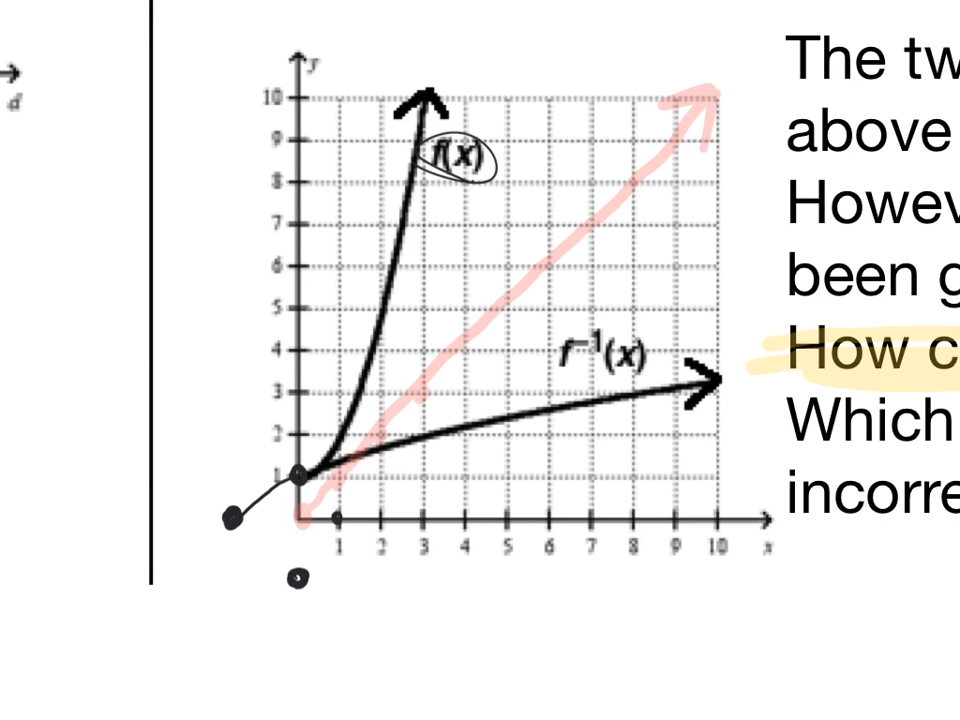 d
y
10
9
8
7
6
5
4
3
2
1
f(x)
f⁻¹(x)
1 2 3 4 5 6 7 8 9 10 x
The tw
above
Howev
been g
How c
Which
incorre